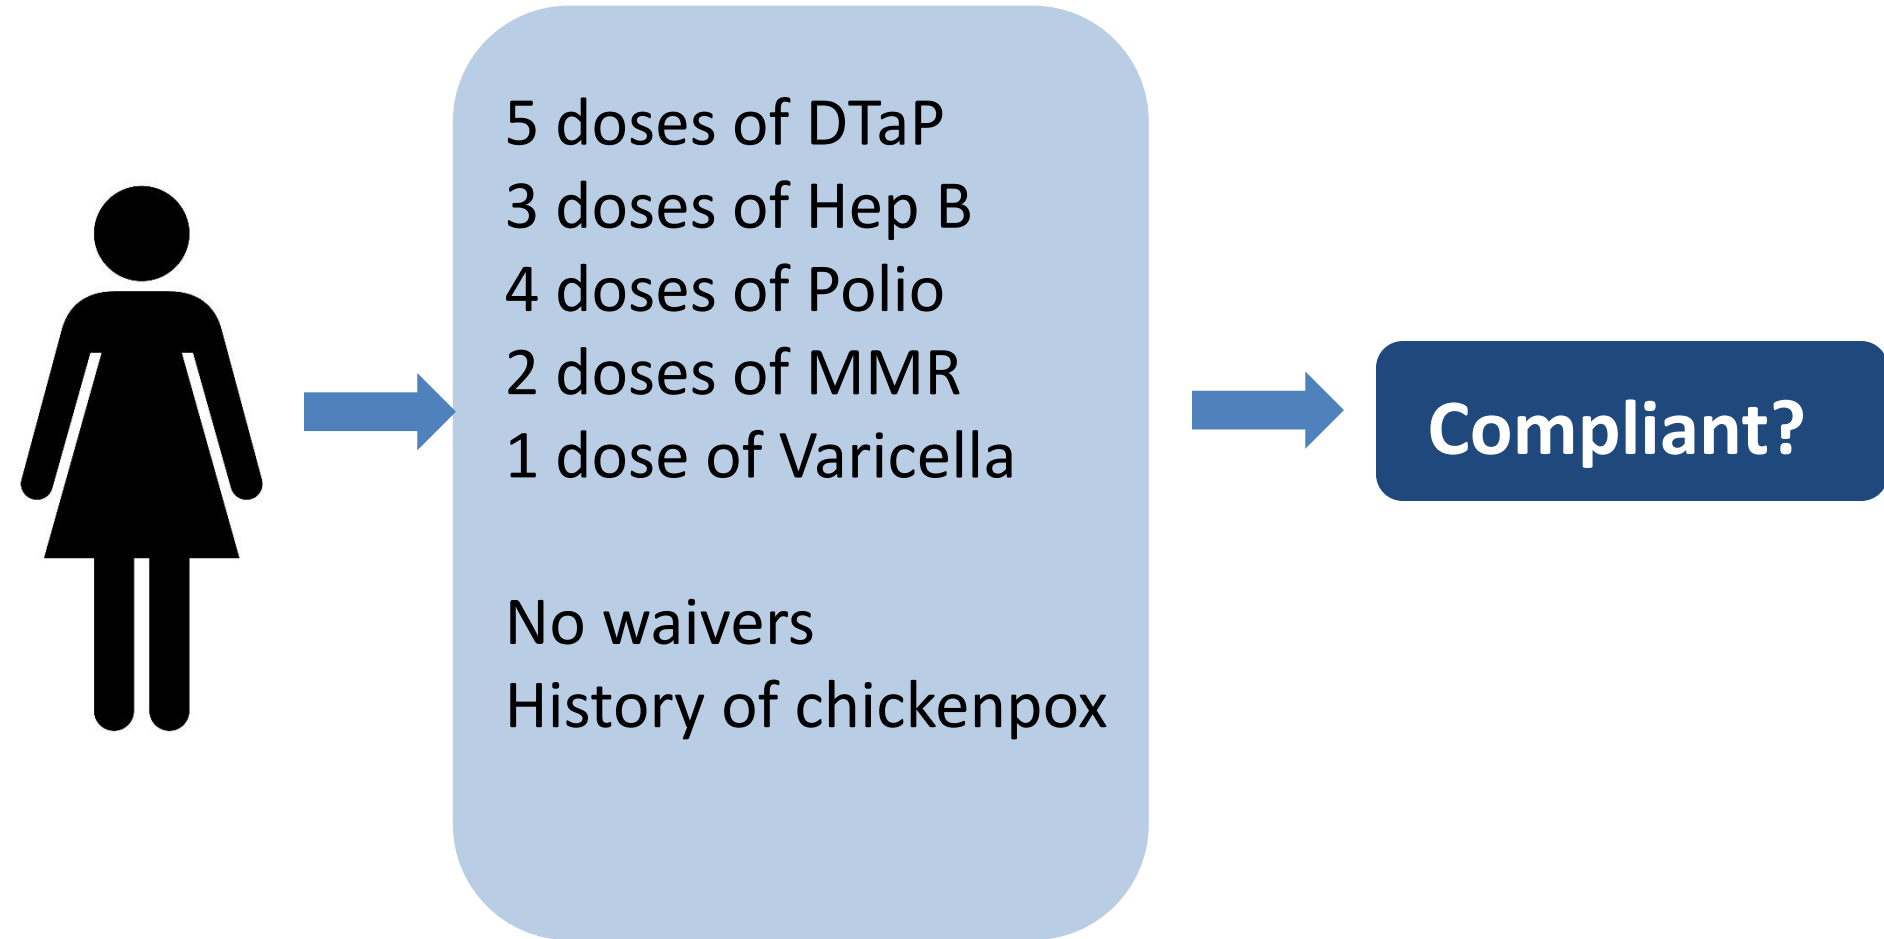 5 doses of DTaP
3 doses of Hep B
4 doses of Polio
2 doses of MMR
1 dose of Varicella
No waivers
History of chickenpox
Compliant?